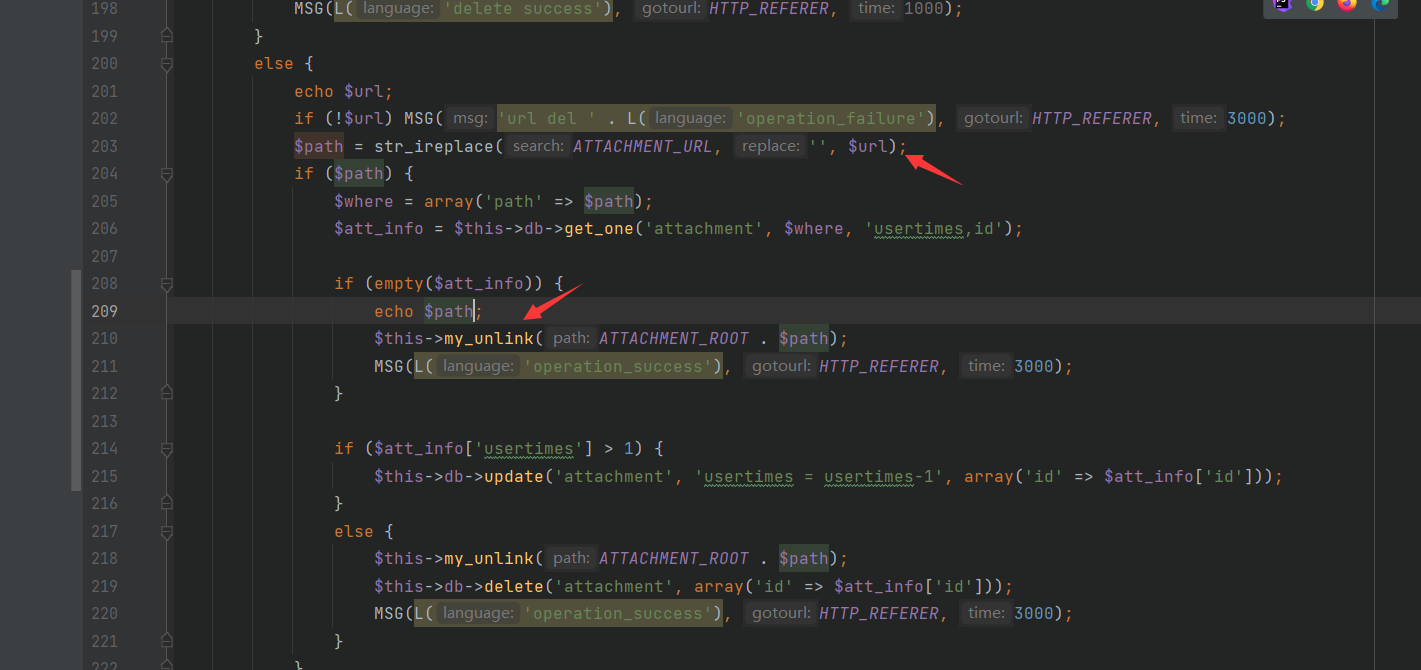 198 MSG(L( language: 'delete success'), gotourl: HTTP_REFERER, time: 1000);
199 }
200 else {
201 echo $url;
202 if (!$url) MSG( msg: 'url del ' . L( language: 'operation_failure'), gotourl: HTTP_REFERER, time: 3000);
203 $path = str_ireplace( search: ATTACHMENT_URL, replace: '', $url);
204 if ($path) {
205 $where = array('path' => $path);
206 $att_info = $this->db->get_one('attachment', $where, 'usertimes,id');
207
208 if (empty($att_info)) {
209 echo $path;
210 $this->my_unlink( path: ATTACHMENT_ROOT . $path);
211 MSG(L( language: 'operation_success'), gotourl: HTTP_REFERER, time: 3000);
212 }
213
214 if ($att_info['usertimes'] > 1) {
215 $this->db->update('attachment', 'usertimes = usertimes-1', array('id' => $att_info['id']));
216 }
217 else {
218 $this->my_unlink( path: ATTACHMENT_ROOT . $path);
219 $this->db->delete('attachment', array('id' => $att_info['id']));
220 MSG(L( language: 'operation_success'), gotourl: HTTP_REFERER, time: 3000);
221 }
222 }